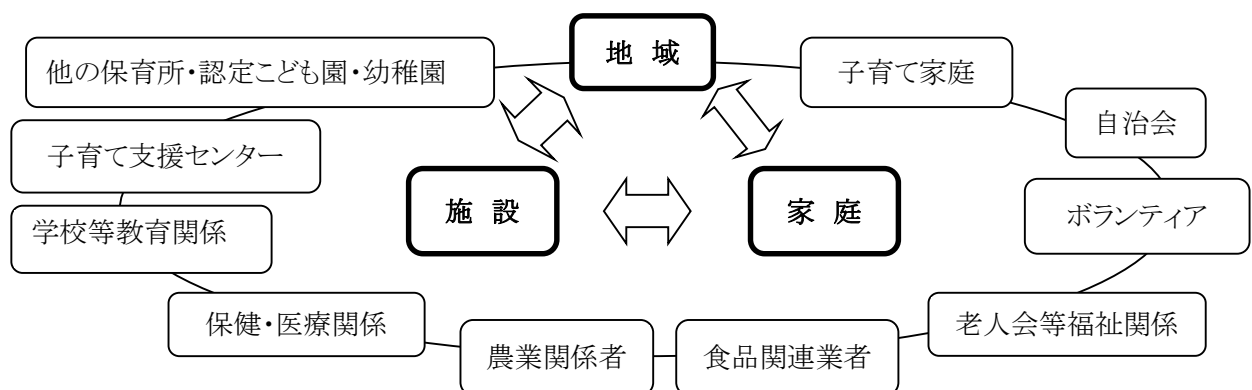 地 域
他の保育所・認定こども園・幼稚園
子育て家庭
自治会
子育て支援センター
施 設
家 庭
ボランティア
学校等教育関係
保健・医療関係
老人会等福祉関係
農業関係者
食品関連業者